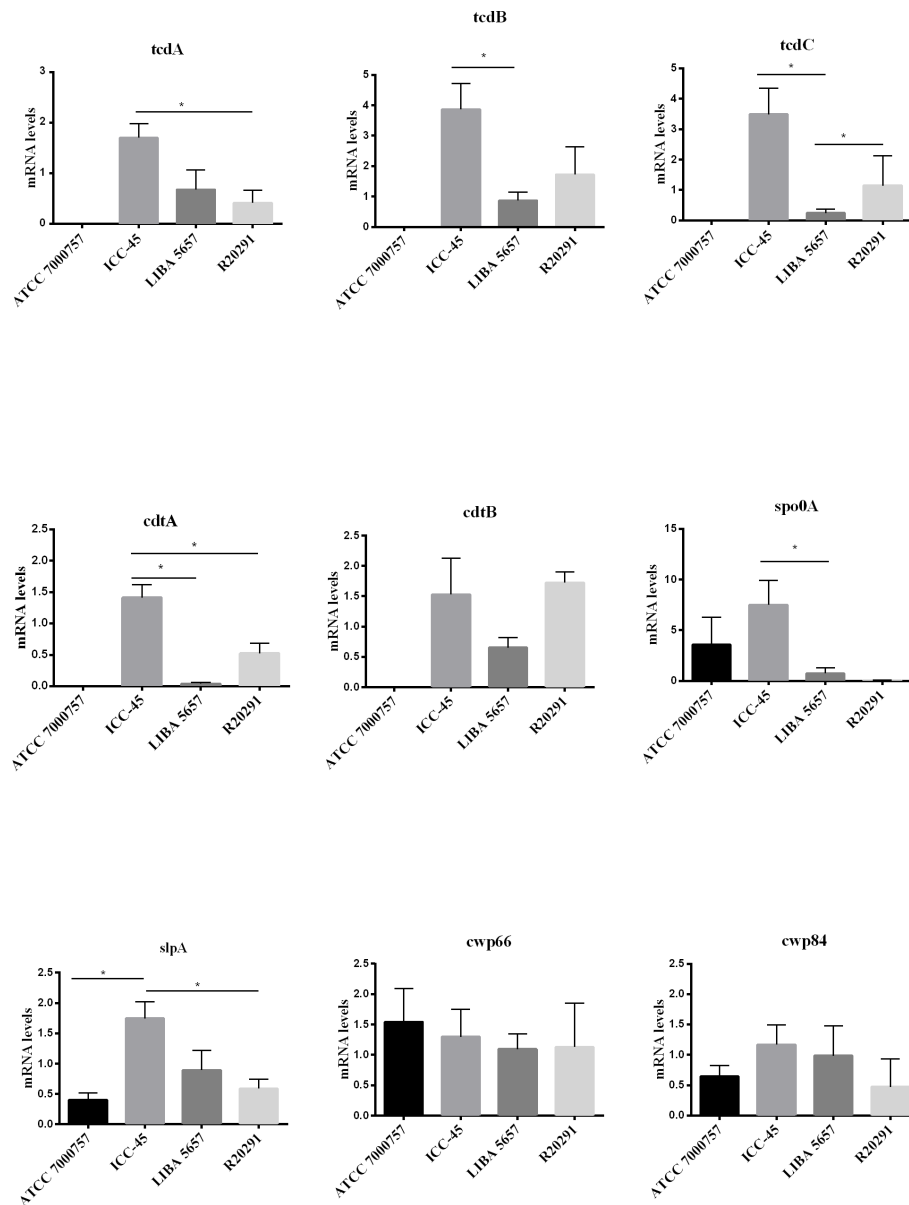 tcdA
3
2
1
0
mRNA levels
*
ATCC 7000757
ICC-45
LIBA 5657
R20291
tcdB
5
4
3
2
1
0
mRNA levels
*
ATCC 7000757
ICC-45
LIBA 5657
R20291
tcdC
5
4
3
2
1
0
mRNA levels
*
*
ATCC 7000757
ICC-45
LIBA 5657
R20291
cdtA
2.5
2.0
1.5
1.0
0.5
0.0
mRNA levels
*
*
ATCC 7000757
ICC-45
LIBA 5657
R20291
cdtB
2.5
2.0
1.5
1.0
0.5
0.0
mRNA levels
ATCC 7000757
ICC-45
LIBA 5657
R20291
spo0A
15
10
5
0
mRNA levels
*
ATCC 7000757
ICC-45
LIBA 5657
R20291
slpA
2.5
2.0
1.5
1.0
0.5
0.0
mRNA levels
*
*
ATCC 7000757
ICC-45
LIBA 5657
R20291
cwp66
2.5
2.0
1.5
1.0
0.5
0.0
mRNA levels
ATCC 7000757
ICC-45
LIBA 5657
R20291
cwp84
2.5
2.0
1.5
1.0
0.5
0.0
mRNA levels
ATCC 7000757
ICC-45
LIBA 5657
R20291